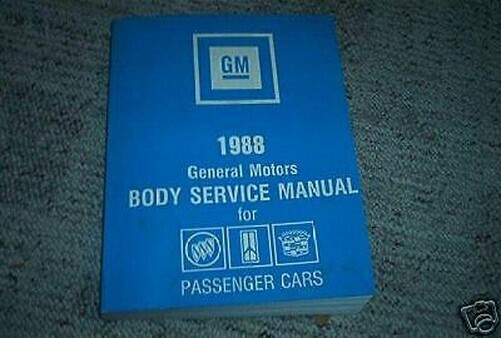 GM
1988
General Motors
BODY SERVICE MANUAL
for
PASSENGER CARS